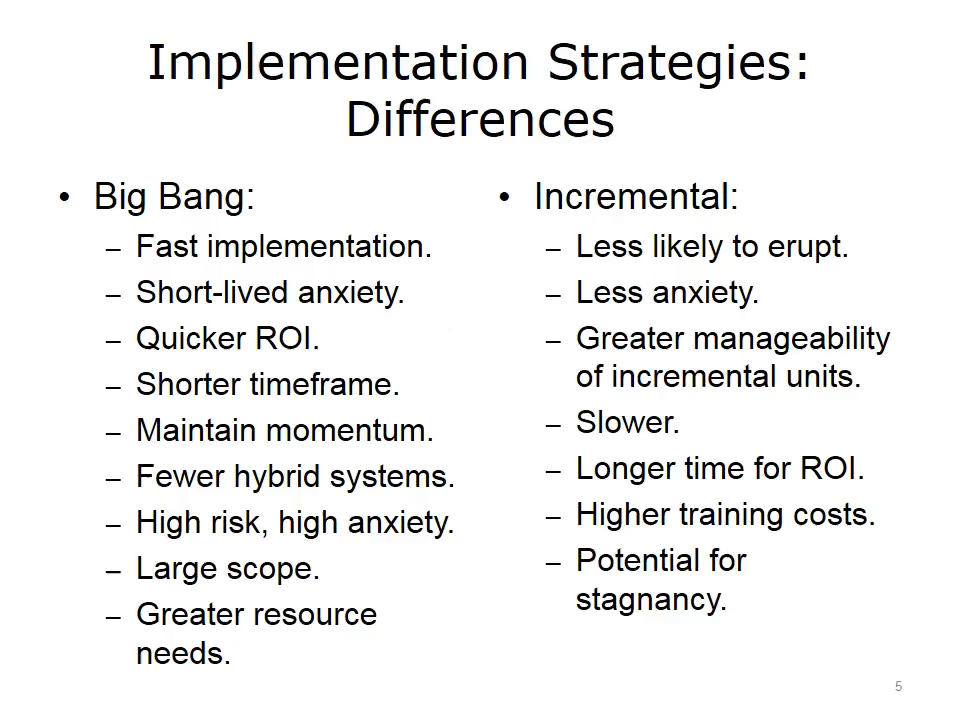 Implementation Strategies:
Differences
• Big Bang:
– Fast implementation.
– Short-lived anxiety.
– Quicker ROI.
– Shorter timeframe.
– Maintain momentum.
– Fewer hybrid systems.
– High risk, high anxiety.
– Large scope.
– Greater resource
needs.
• Incremental:
– Less likely to erupt.
– Less anxiety.
– Greater manageability
of incremental units.
– Slower.
– Longer time for ROI.
– Higher training costs.
– Potential for
stagnancy.
5